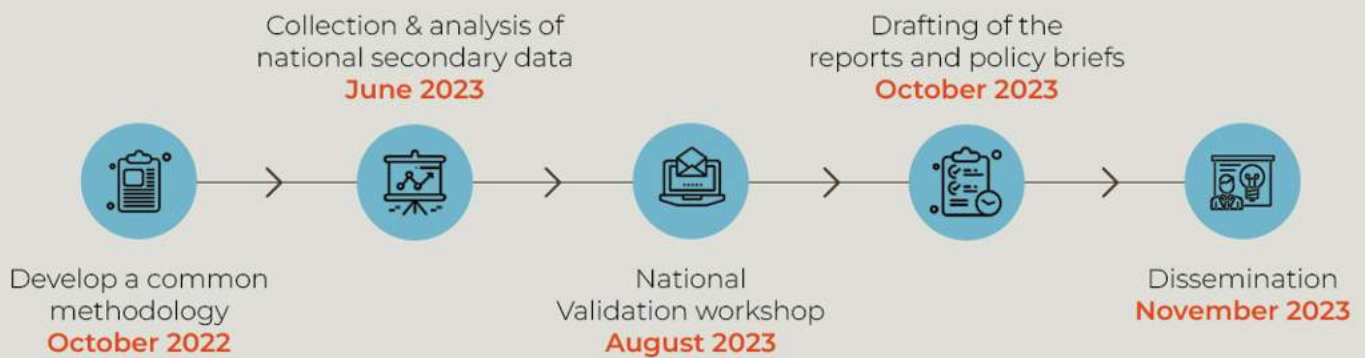 Collection & analysis of
national secondary data
June 2023
Drafting of the
reports and policy briefs
October 2023
Develop a common
methodology
October 2022
National
Validation workshop
August 2023
Dissemination
November 2023